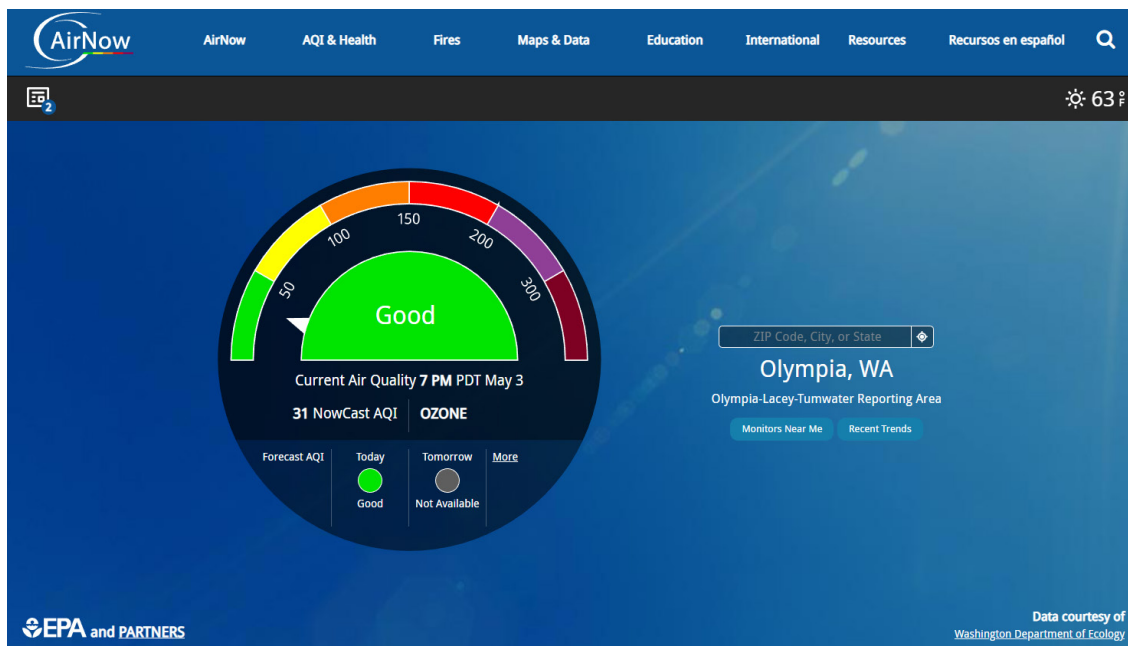 AirNow
AirNow AQI & Health Fires Maps & Data Education International Resources Recursos en español
2
63 °F
50
100
150
200
300
Good
Current Air Quality 7 PM PDT May 3
31 NowCast AQI OZONE
Forecast AQI Today Tomorrow More
Good Not Available
ZIP Code, City, or State
Olympia, WA
Olympia-Lacey-Tumwater Reporting Area
Monitors Near Me Recent Trends
EPA and PARTNERS
Data courtesy of
Washington Department of Ecology